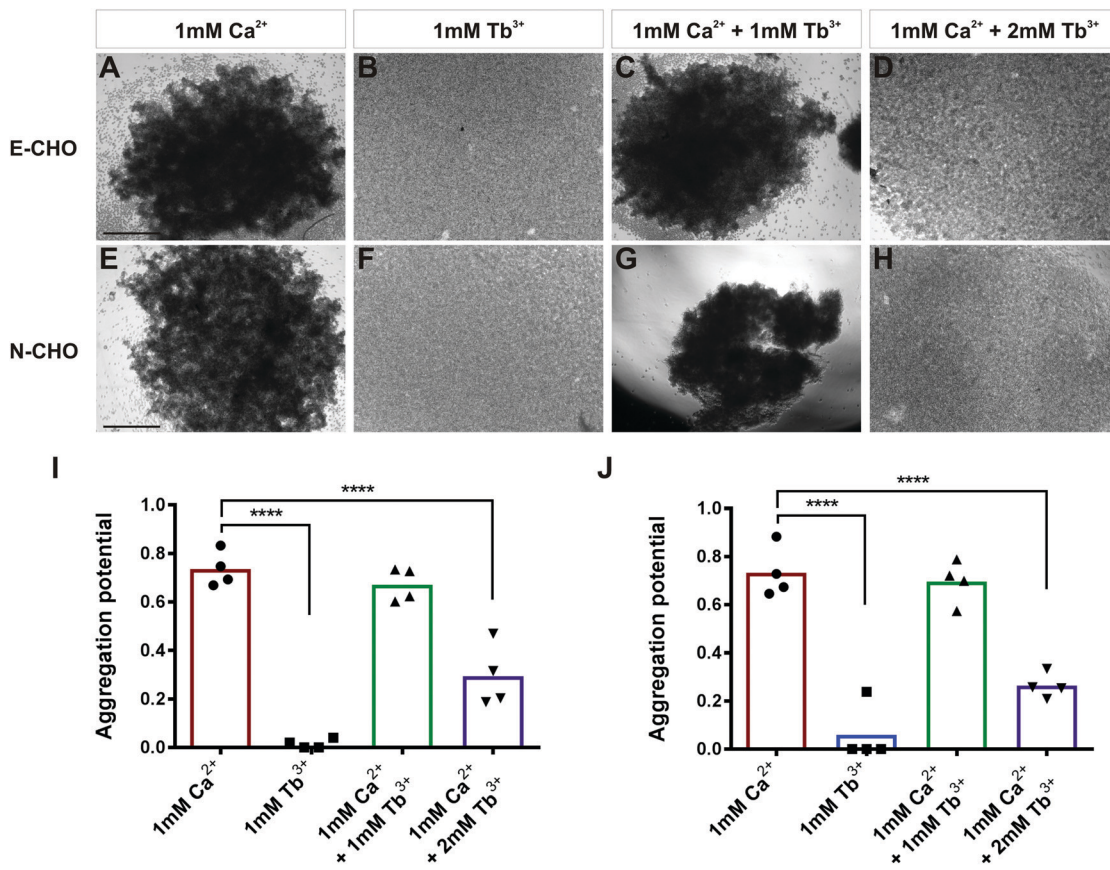 1mM Ca²⁺ 1mM Tb³⁺ 1mM Ca²⁺ + 1mM Tb³⁺ 1mM Ca²⁺ + 2mM Tb³⁺
A B C D
E-CHO
E F G H
N-CHO
I
Aggregation potential
1.0
0.8
0.6
0.4
0.2
0.0
****
****
1mM Ca²⁺
1mM Tb³⁺
1mM Ca²⁺
+ 1mM Tb³⁺
1mM Ca²⁺
+ 2mM Tb³⁺
J
Aggregation potential
1.0
0.8
0.6
0.4
0.2
0.0
****
****
1mM Ca²⁺
1mM Tb³⁺
1mM Ca²⁺
+ 1mM Tb³⁺
1mM Ca²⁺
+ 2mM Tb³⁺